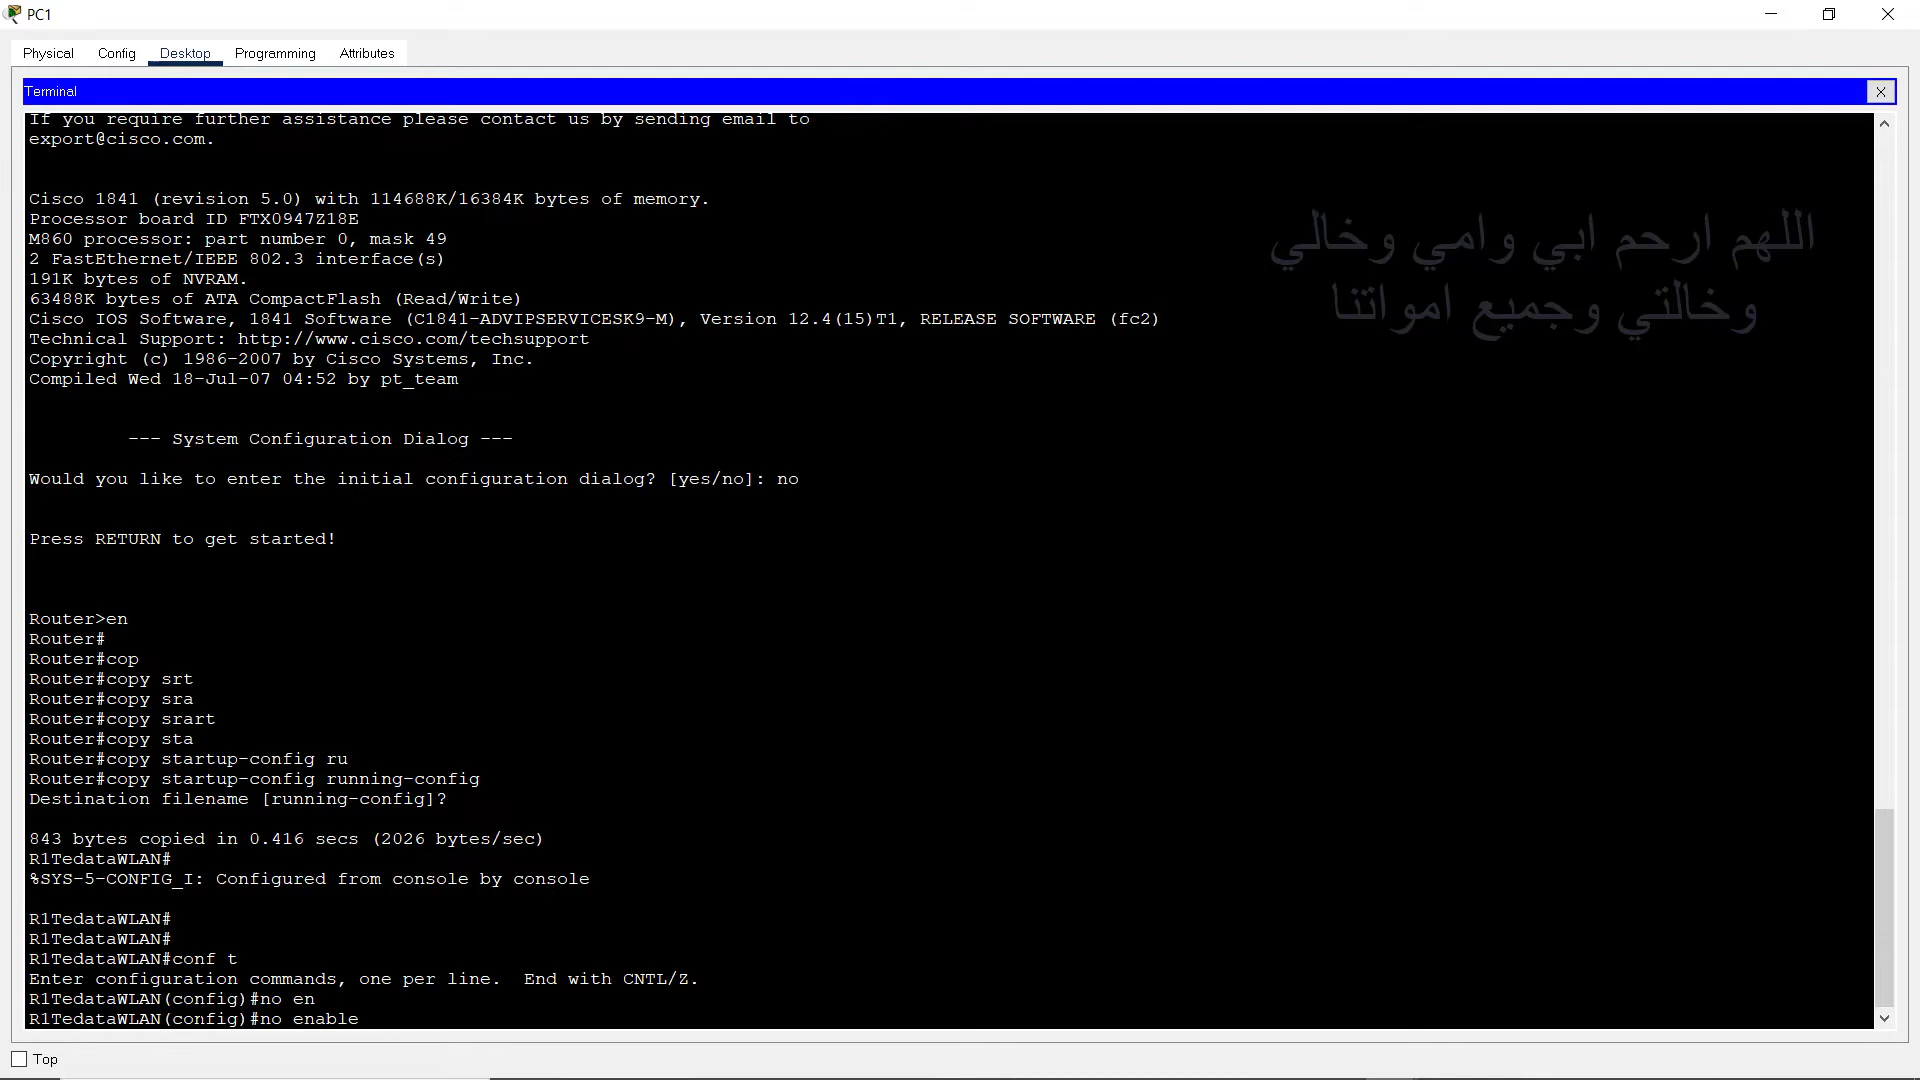 PC1
Physical Config Desktop Programming Attributes
Terminal X
If you require further assistance please contact us by sending email to
export@cisco.com.
Cisco 1841 (revision 5.0) with 114688K/16384K bytes of memory.
Processor board ID FTX0947Z18E
M860 processor: part number 0, mask 49
2 FastEthernet/IEEE 802.3 interface(s)
191K bytes of NVRAM.
63488K bytes of ATA CompactFlash (Read/Write)
Cisco IOS Software, 1841 Software (C1841-ADVIPSERVICESK9-M), Version 12.4(15)T1, RELEASE SOFTWARE (fc2)
Technical Support: http://www.cisco.com/techsupport
Copyright (c) 1986-2007 by Cisco Systems, Inc.
Compiled Wed 18-Jul-07 04:52 by pt_team
اللهم ارحم ابي وامي وخالي
وخالتي وجميع امواتنا
--- System Configuration Dialog ---
Would you like to enter the initial configuration dialog? [yes/no]: no
Press RETURN to get started!
Router>en
Router#
Router#cop
Router#copy srt
Router#copy sra
Router#copy srart
Router#copy sta
Router#copy startup-config ru
Router#copy startup-config running-config
Destination filename [running-config]?
843 bytes copied in 0.416 secs (2026 bytes/sec)
R1TedataWLAN#
%SYS-5-CONFIG_I: Configured from console by console
R1TedataWLAN#
R1TedataWLAN#
R1TedataWLAN#conf t
Enter configuration commands, one per line.  End with CNTL/Z.
R1TedataWLAN(config)#no en
R1TedataWLAN(config)#no enable
Top